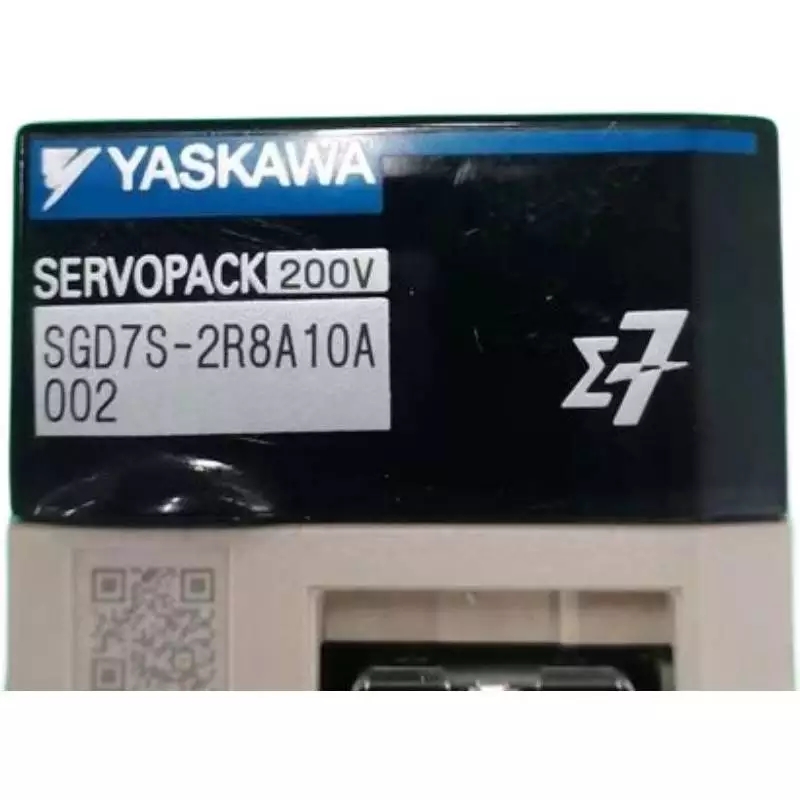 YASKAWA
SERVOPACK 200V
SGD7S-2R8A10A
002
Σ7